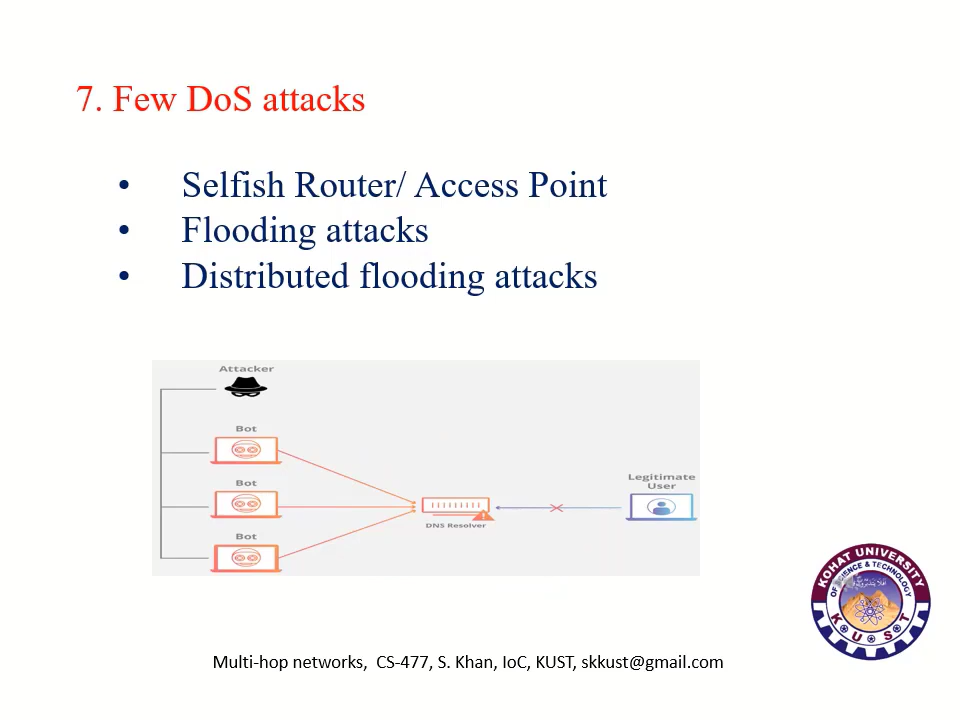 7. Few DoS attacks
• Selfish Router/ Access Point
• Flooding attacks
• Distributed flooding attacks
Attacker
Bot
Bot
Bot
DNS Resolver
Legitimate
User
KOHAT UNIVERSITY
OF SCIENCE & TECHNOLOGY
K U S T
Multi-hop networks, CS-477, S. Khan, IoC, KUST, skkust@gmail.com